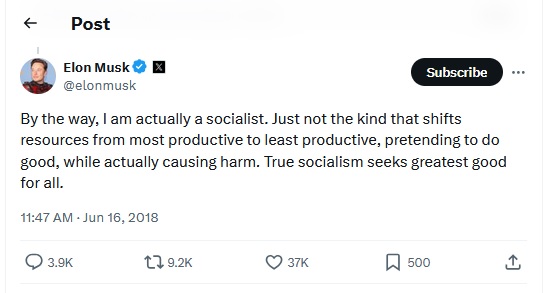 Post
Elon Musk
@elonmusk
Subscribe
By the way, I am actually a socialist. Just not the kind that shifts
resources from most productive to least productive, pretending to do
good, while actually causing harm. True socialism seeks greatest good
for all.
11:47 AM · Jun 16, 2018
3.9K 9.2K 37K 500